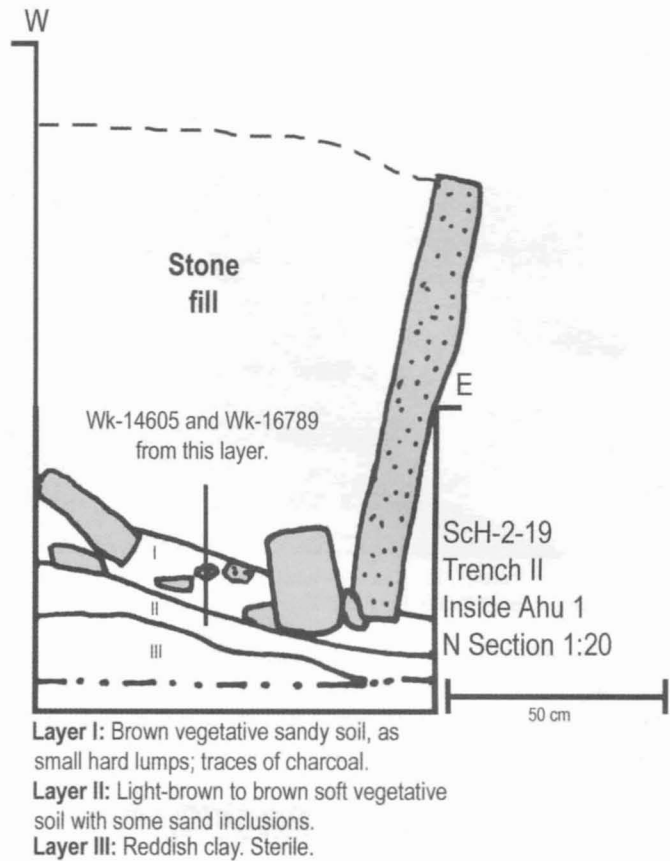 W
Stone
fill
E
Wk-14605 and Wk-16789
from this layer.
I
II
III
ScH-2-19
Trench II
Inside Ahu 1
N Section 1:20
50 cm
Layer I: Brown vegetative sandy soil, as
small hard lumps; traces of charcoal.
Layer II: Light-brown to brown soft vegetative
soil with some sand inclusions.
Layer III: Reddish clay. Sterile.